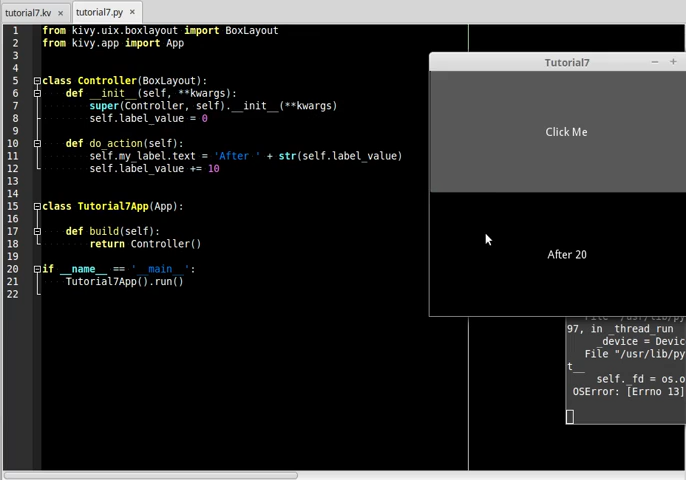 tutorial7.kv × tutorial7.py ×
1 from kivy.uix.boxlayout import BoxLayout
2 from kivy.app import App
3
4
5 class Controller(BoxLayout):
6 def __init__(self, **kwargs):
7 super(Controller, self).__init__(**kwargs)
8 self.label_value = 0
9
10 def do_action(self):
11 self.my_label.text = 'After ' + str(self.label_value)
12 self.label_value += 10
13
14
15 class Tutorial7App(App):
16
17 def build(self):
18 return Controller()
19
20 if __name__ == '__main__':
21 Tutorial7App().run()
22
Tutorial7
Click Me
After 20
File "/usr/lib/py
97, in _thread_run
_device = Devic
File "/usr/lib/py
t__
self._fd = os.o
OSError: [Errno 13]